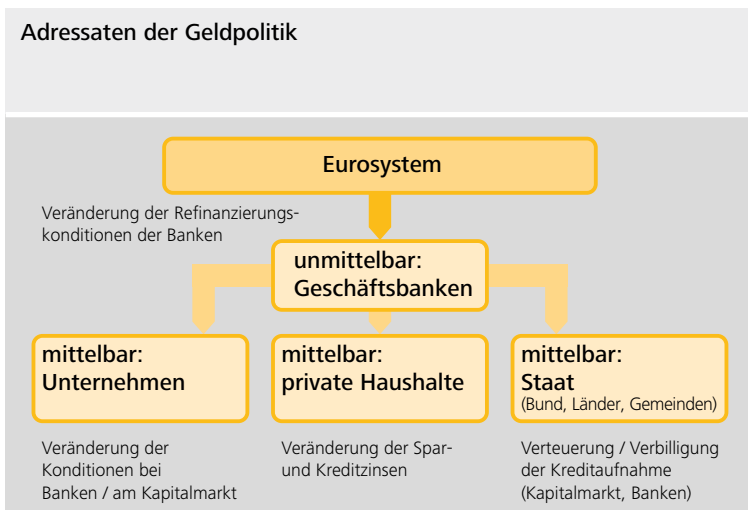 Adressaten der Geldpolitik
Eurosystem
Veränderung der Refinanzierungs-
konditionen der Banken
unmittelbar:
Geschäftsbanken
mittelbar:
Unternehmen
mittelbar:
private Haushalte
mittelbar:
Staat
(Bund, Länder, Gemeinden)
Veränderung der
Konditionen bei
Banken / am Kapitalmarkt
Veränderung der Spar-
und Kreditzinsen
Verteuerung / Verbilligung
der Kreditaufnahme
(Kapitalmarkt, Banken)